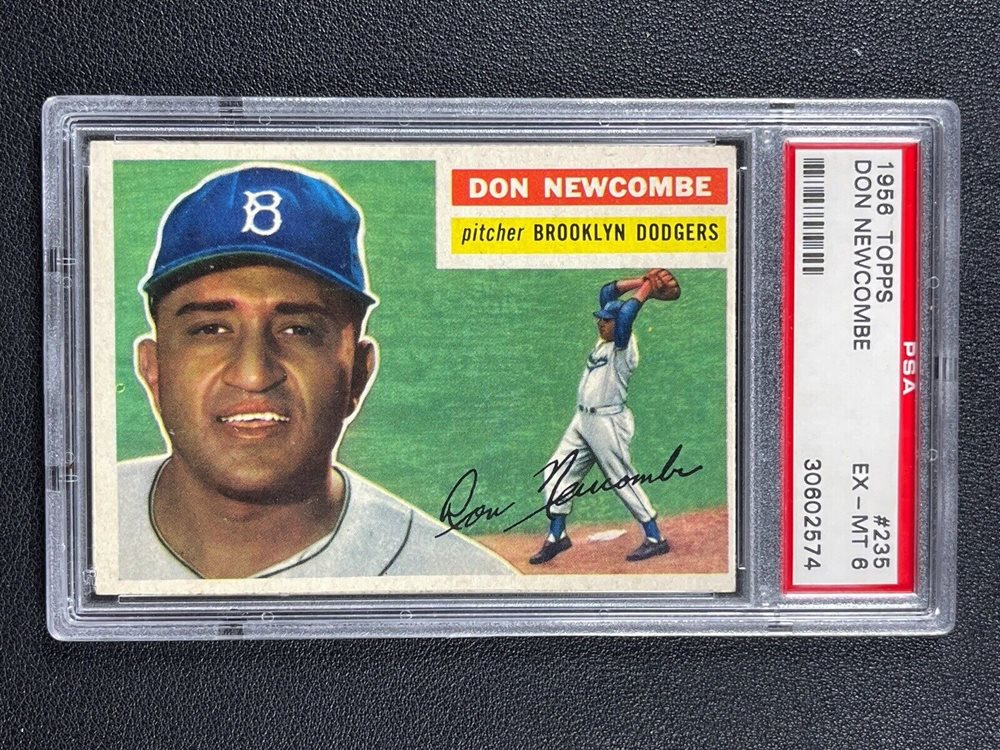 B
DON NEWCOMBE
pitcher BROOKLYN DODGERS
Don Newcombe
1956 TOPPS #235
DON NEWCOMBE EX-MT 6
PSA 30602574